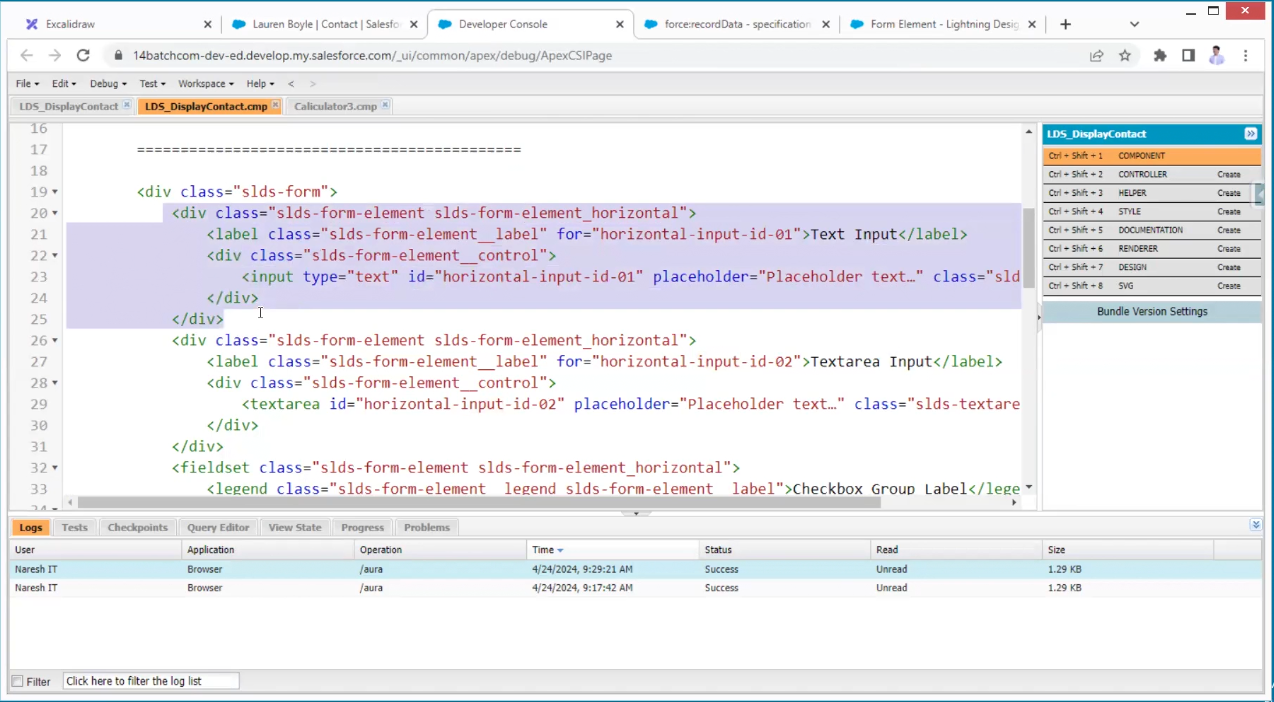 Excalidraw
Lauren Boyle | Contact | Salesfo
Developer Console
force:recordData - specification
Form Element - Lightning Desig
14batchcom-dev-ed.develop.my.salesforce.com/_ui/common/apex/debug/ApexCSIPage
File Edit Debug Test Workspace Help < >
LDS_DisplayContact
LDS_DisplayContact.cmp
Caliculator3.cmp
16
17 ============================================
18
19 <div class="slds-form">
20 <div class="slds-form-element slds-form-element_horizontal">
21 <label class="slds-form-element__label" for="horizontal-input-id-01">Text Input</label>
22 <div class="slds-form-element__control">
23 <input type="text" id="horizontal-input-id-01" placeholder="Placeholder text…" class="sld
24 </div>
25 </div>
26 <div class="slds-form-element slds-form-element_horizontal">
27 <label class="slds-form-element__label" for="horizontal-input-id-02">Textarea Input</label>
28 <div class="slds-form-element__control">
29 <textarea id="horizontal-input-id-02" placeholder="Placeholder text…" class="slds-textare
30 </div>
31 </div>
32 <fieldset class="slds-form-element slds-form-element_horizontal">
33 <legend class="slds-form-element__legend slds-form-element__label">Checkbox Group Label</lege
LDS_DisplayContact
Ctrl + Shift + 1 COMPONENT
Ctrl + Shift + 2 CONTROLLER Create
Ctrl + Shift + 3 HELPER Create
Ctrl + Shift + 4 STYLE Create
Ctrl + Shift + 5 DOCUMENTATION Create
Ctrl + Shift + 6 RENDERER Create
Ctrl + Shift + 7 DESIGN Create
Ctrl + Shift + 8 SVG Create
Bundle Version Settings
Logs Tests Checkpoints Query Editor View State Progress Problems
User Application Operation Time Status Read Size
Naresh IT Browser /aura 4/24/2024, 9:29:21 AM Success Unread 1.29 KB
Naresh IT Browser /aura 4/24/2024, 9:17:42 AM Success Unread 1.29 KB
Filter Click here to filter the log list